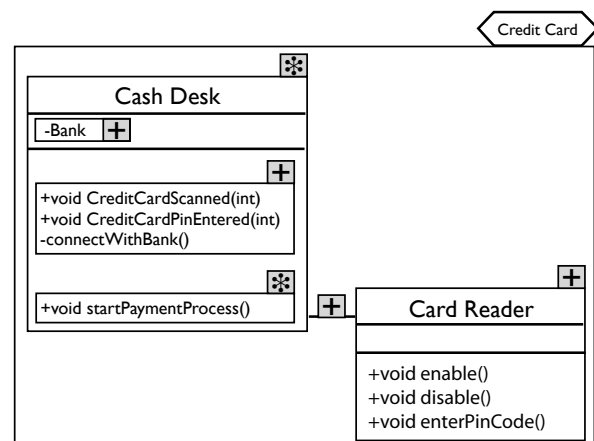 Credit Card
Cash Desk
-Bank +
+void CreditCardScanned(int)
+void CreditCardPinEntered(int)
-connectWithBank()
+void startPaymentProcess()
Card Reader
+void enable()
+void disable()
+void enterPinCode()